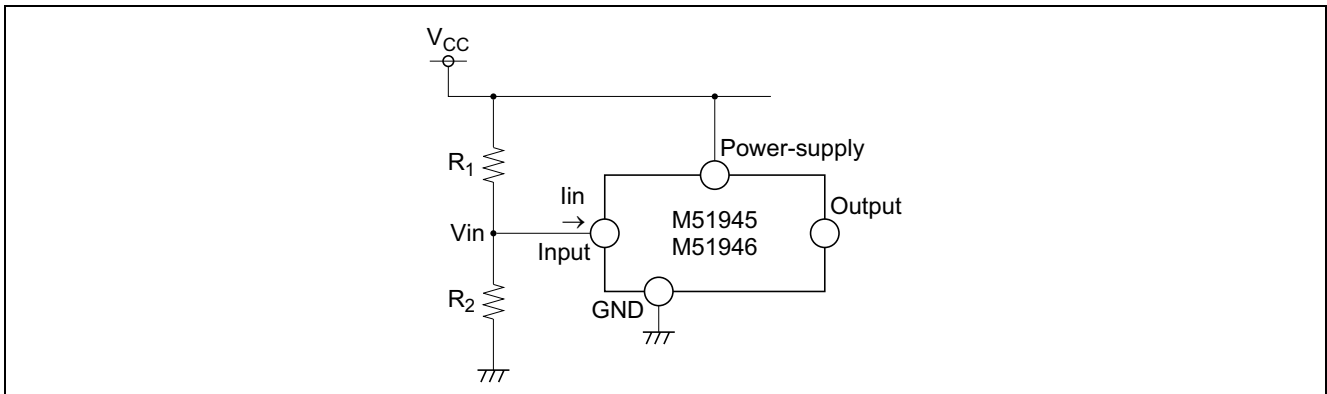 VCC
Power-supply
R1
Iin
→
M51945
Output
Vin
Input
M51946
R2
GND